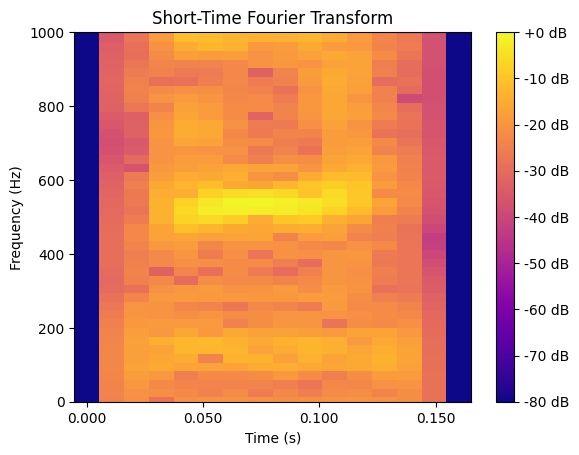 Short-Time Fourier Transform
Frequency (Hz)
1000
800
600
400
200
0
0.000
0.050
0.100
0.150
Time (s)
+0 dB
-10 dB
-20 dB
-30 dB
-40 dB
-50 dB
-60 dB
-70 dB
-80 dB